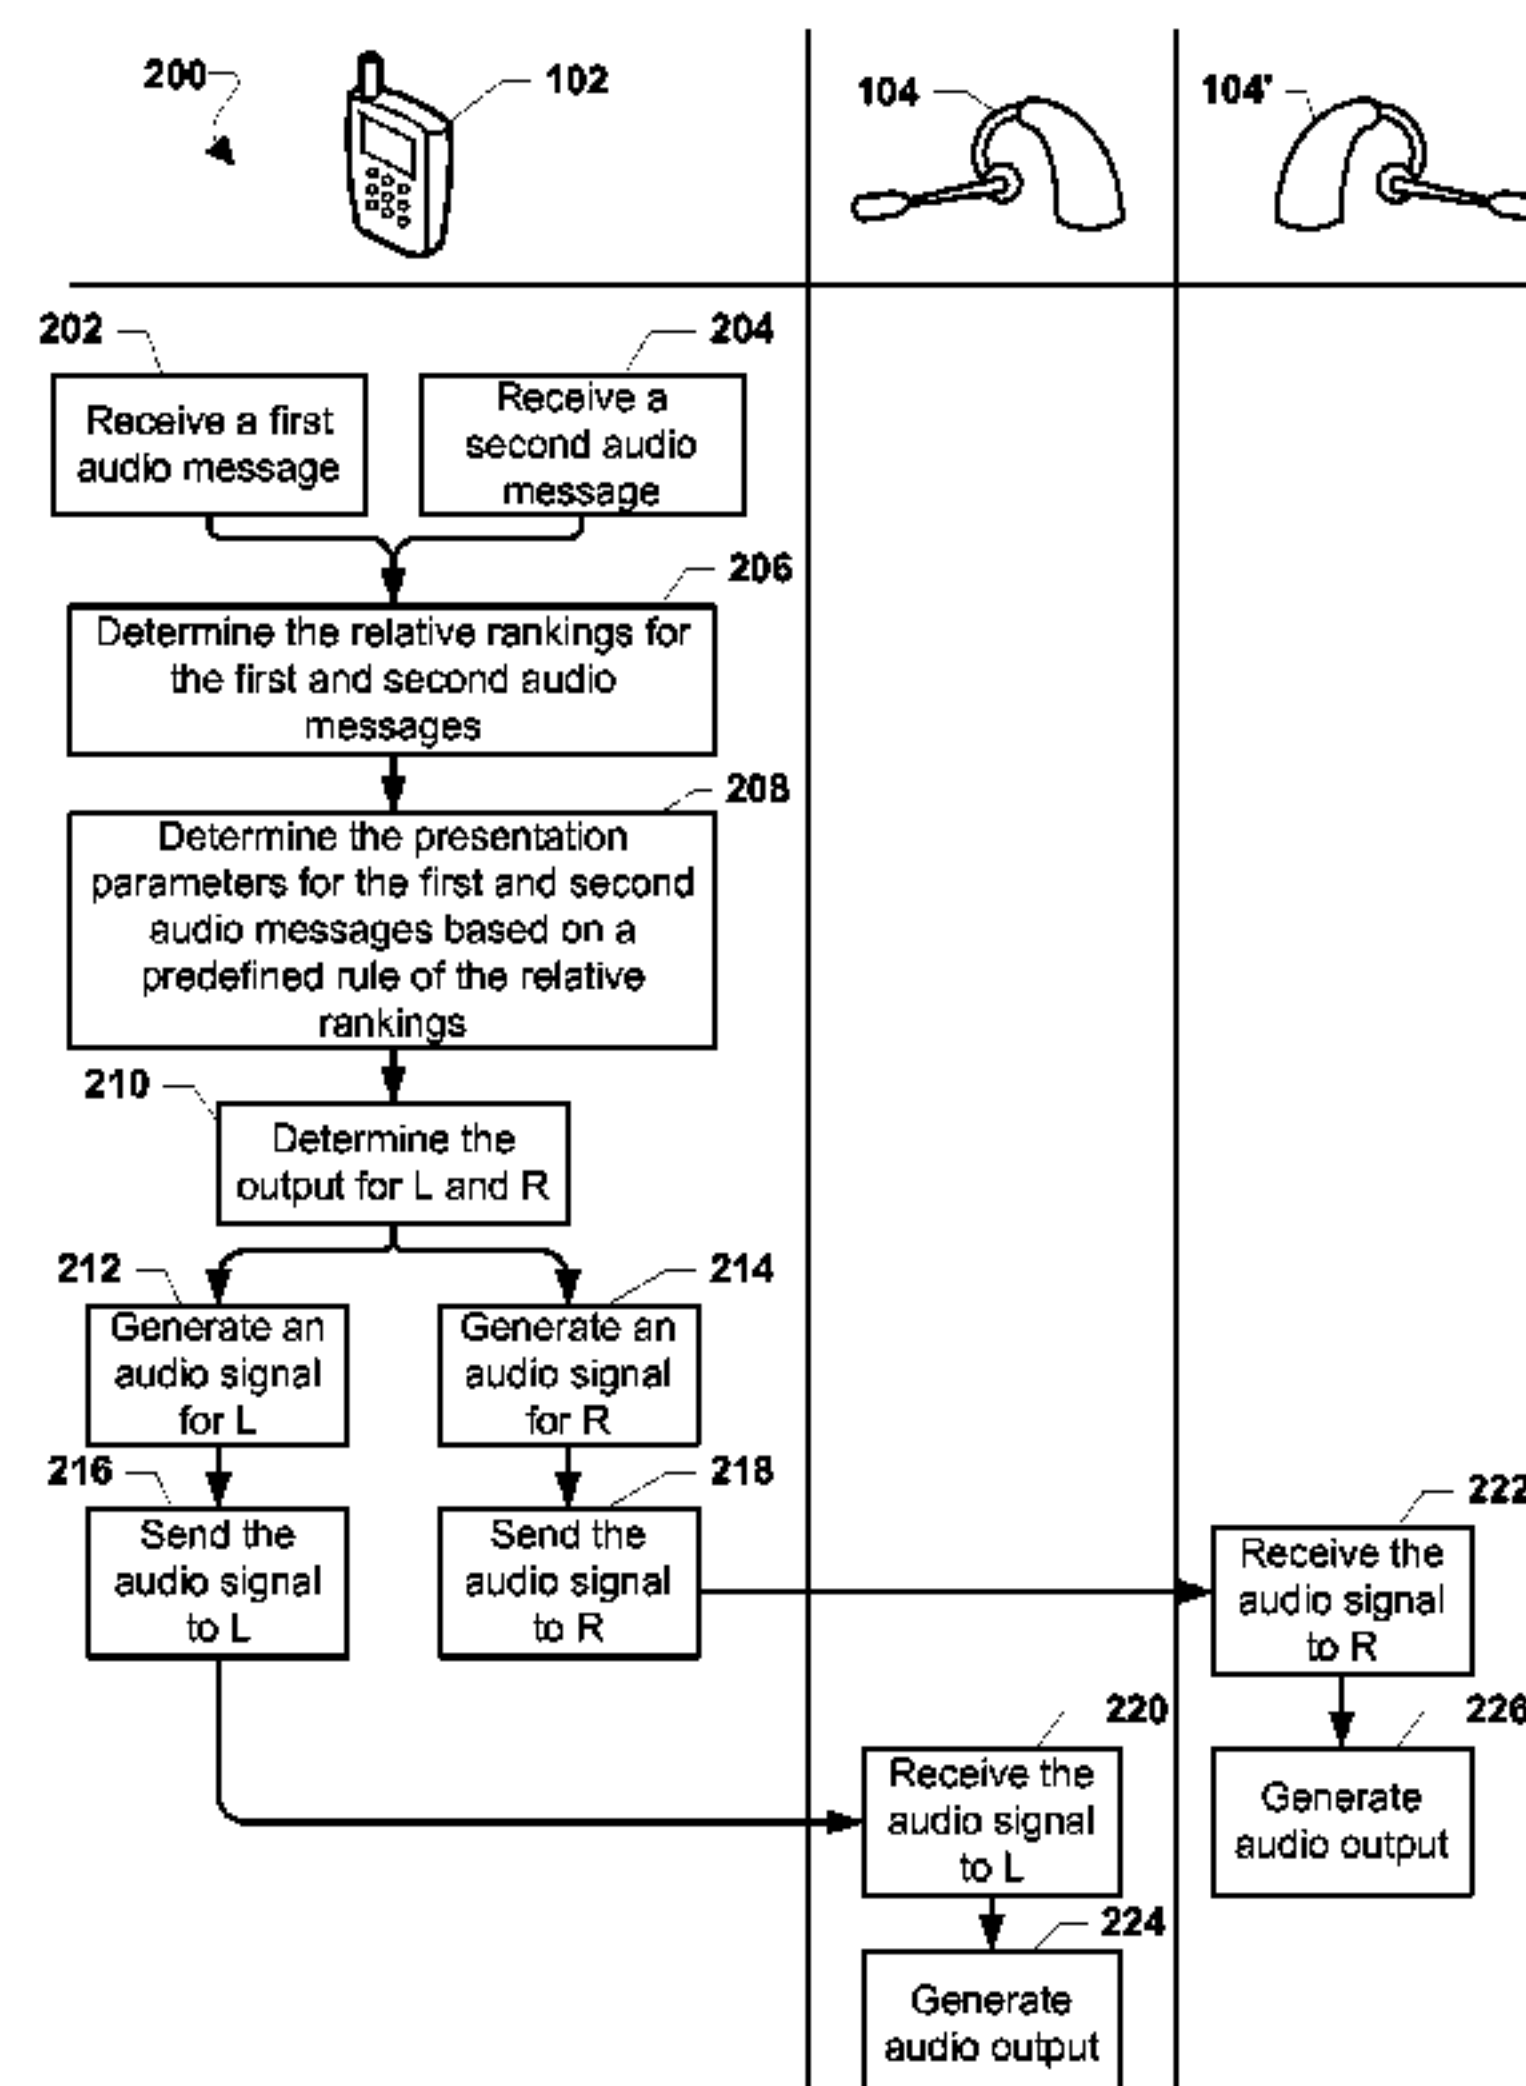 200
102
104
104'
202
204
Receive a first
audio message
Receive a
second audio
message
206
Determine the relative rankings for
the first and second audio
messages
208
Determine the presentation
parameters for the first and second
audio messages based on a
predefined rule of the relative
rankings
210
Determine the
output for L and R
212
214
Generate an
audio signal
for L
Generate an
audio signal
for R
216
218
222
Send the
audio signal
to L
Send the
audio signal
to R
Receive the
audio signal
to R
220
226
Receive the
audio signal
to L
Generate
audio output
224
Generate
audio output